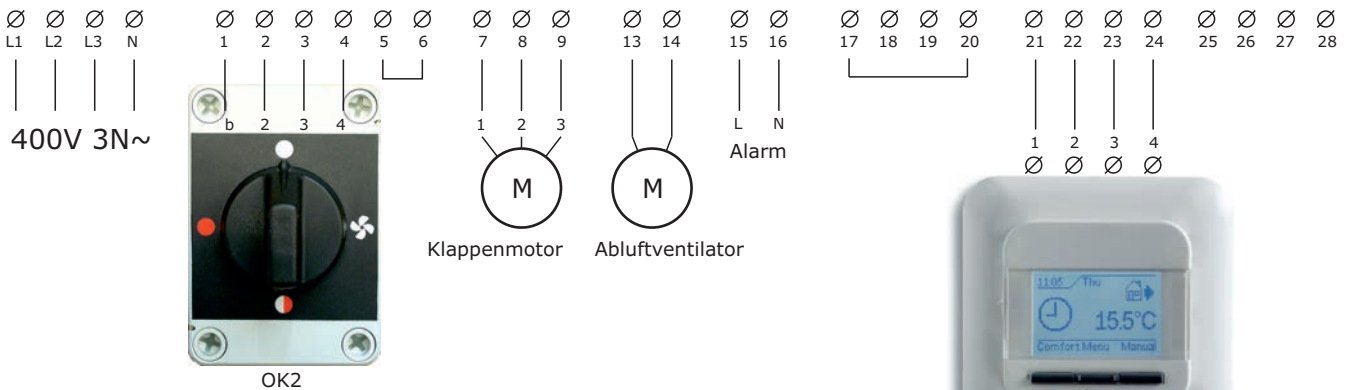 L1 L2 L3 N 1 2 3 4 5 6 7 8 9 13 14 15 16 17 18 19 20 21 22 23 24 25 26 27 28
b 2 3 4 1 2 3 L N
400V 3N~
Alarm
1 2 3 4
M M
Klappenmotor Abluftventilator
11:05 Thu
15.5°C
Comfort Menu Manual
OK2